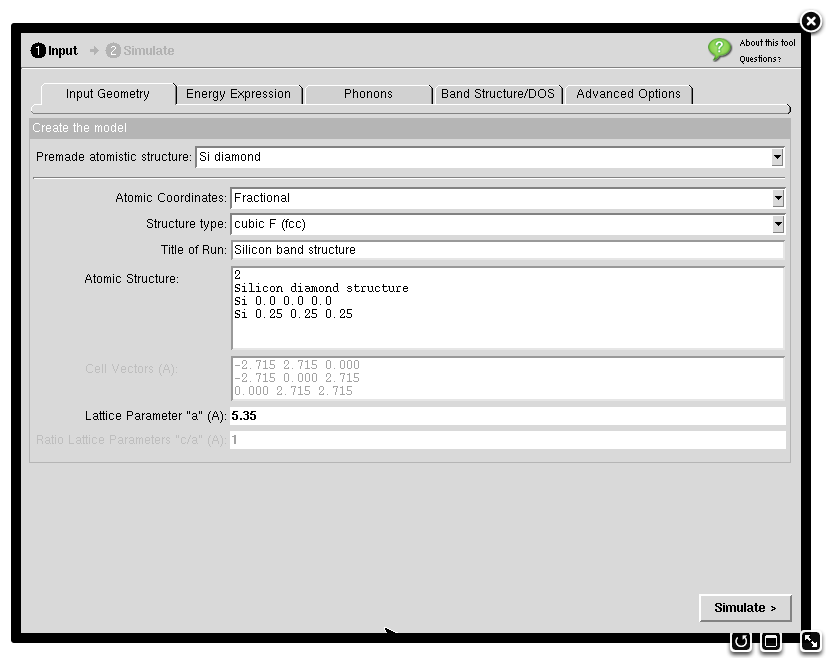 1 Input → 2 Simulate
About this tool
Questions?
Input Geometry Energy Expression Phonons Band Structure/DOS Advanced Options
Create the model
Premade atomistic structure: Si diamond
Atomic Coordinates: Fractional
Structure type: cubic F (fcc)
Title of Run: Silicon band structure
Atomic Structure:
2
Silicon diamond structure
Si 0.0 0.0 0.0
Si 0.25 0.25 0.25
Cell Vectors (A):
-2.715 2.715 0.000
-2.715 0.000 2.715
0.000 2.715 2.715
Lattice Parameter "a" (A): 5.35
Ratio Lattice Parameters "c/a" (A) 1
Simulate >